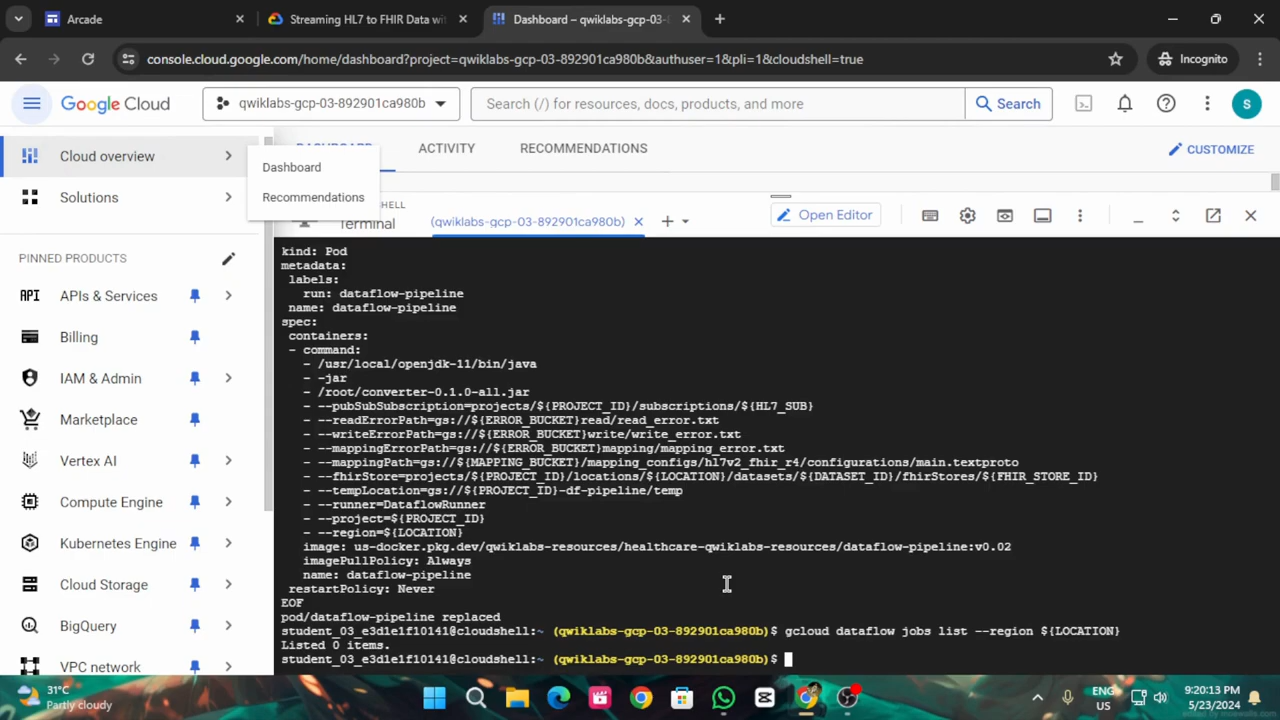 Arcade
Streaming HL7 to FHIR Data wi
Dashboard – qwiklabs-gcp-03-
console.cloud.google.com/home/dashboard?project=qwiklabs-gcp-03-892901ca980b&authuser=1&pli=1&cloudshell=true
Incognito
Google Cloud
qwiklabs-gcp-03-892901ca980b
Search (/) for resources, docs, products, and more
Search
S
Cloud overview
Dashboard
Recommendations
DASHBOARD
ACTIVITY
RECOMMENDATIONS
CUSTOMIZE
Solutions
SHELL
Terminal
(qwiklabs-gcp-03-892901ca980b)
Open Editor
PINNED PRODUCTS
API APIs & Services
Billing
IAM & Admin
Marketplace
Vertex AI
Compute Engine
Kubernetes Engine
Cloud Storage
BigQuery
VPC network
kind: Pod
metadata:
labels:
run: dataflow-pipeline
name: dataflow-pipeline
spec:
containers:
- command:
- /usr/local/openjdk-11/bin/java
- -jar
- /root/converter-0.1.0-all.jar
- --pubSubSubscription=projects/${PROJECT_ID}/subscriptions/${HL7_SUB}
- --readErrorPath=gs://${ERROR_BUCKET}read/read_error.txt
- --writeErrorPath=gs://${ERROR_BUCKET}write/write_error.txt
- --mappingErrorPath=gs://${ERROR_BUCKET}mapping/mapping_error.txt
- --mappingPath=gs://${MAPPING_BUCKET}/mapping_configs/hl7v2_fhir_r4/configurations/main.textproto
- --fhirStore=projects/${PROJECT_ID}/locations/${LOCATION}/datasets/${DATASET_ID}/fhirStores/${FHIR_STORE_ID}
- --tempLocation=gs://${PROJECT_ID}-df-pipeline/temp
- --runner=DataflowRunner
- --project=${PROJECT_ID}
- --region=${LOCATION}
image: us-docker.pkg.dev/qwiklabs-resources/healthcare-qwiklabs-resources/dataflow-pipeline:v0.02
imagePullPolicy: Always
name: dataflow-pipeline
restartPolicy: Never
EOF
pod/dataflow-pipeline replaced
student_03_e3d1e1f10141@cloudshell:~ (qwiklabs-gcp-03-892901ca980b)$ gcloud dataflow jobs list --region ${LOCATION}
Listed 0 items.
student_03_e3d1e1f10141@cloudshell:~ (qwiklabs-gcp-03-892901ca980b)$
31°C
Partly cloudy
ENG
9:20:13 PM
5/23/2024